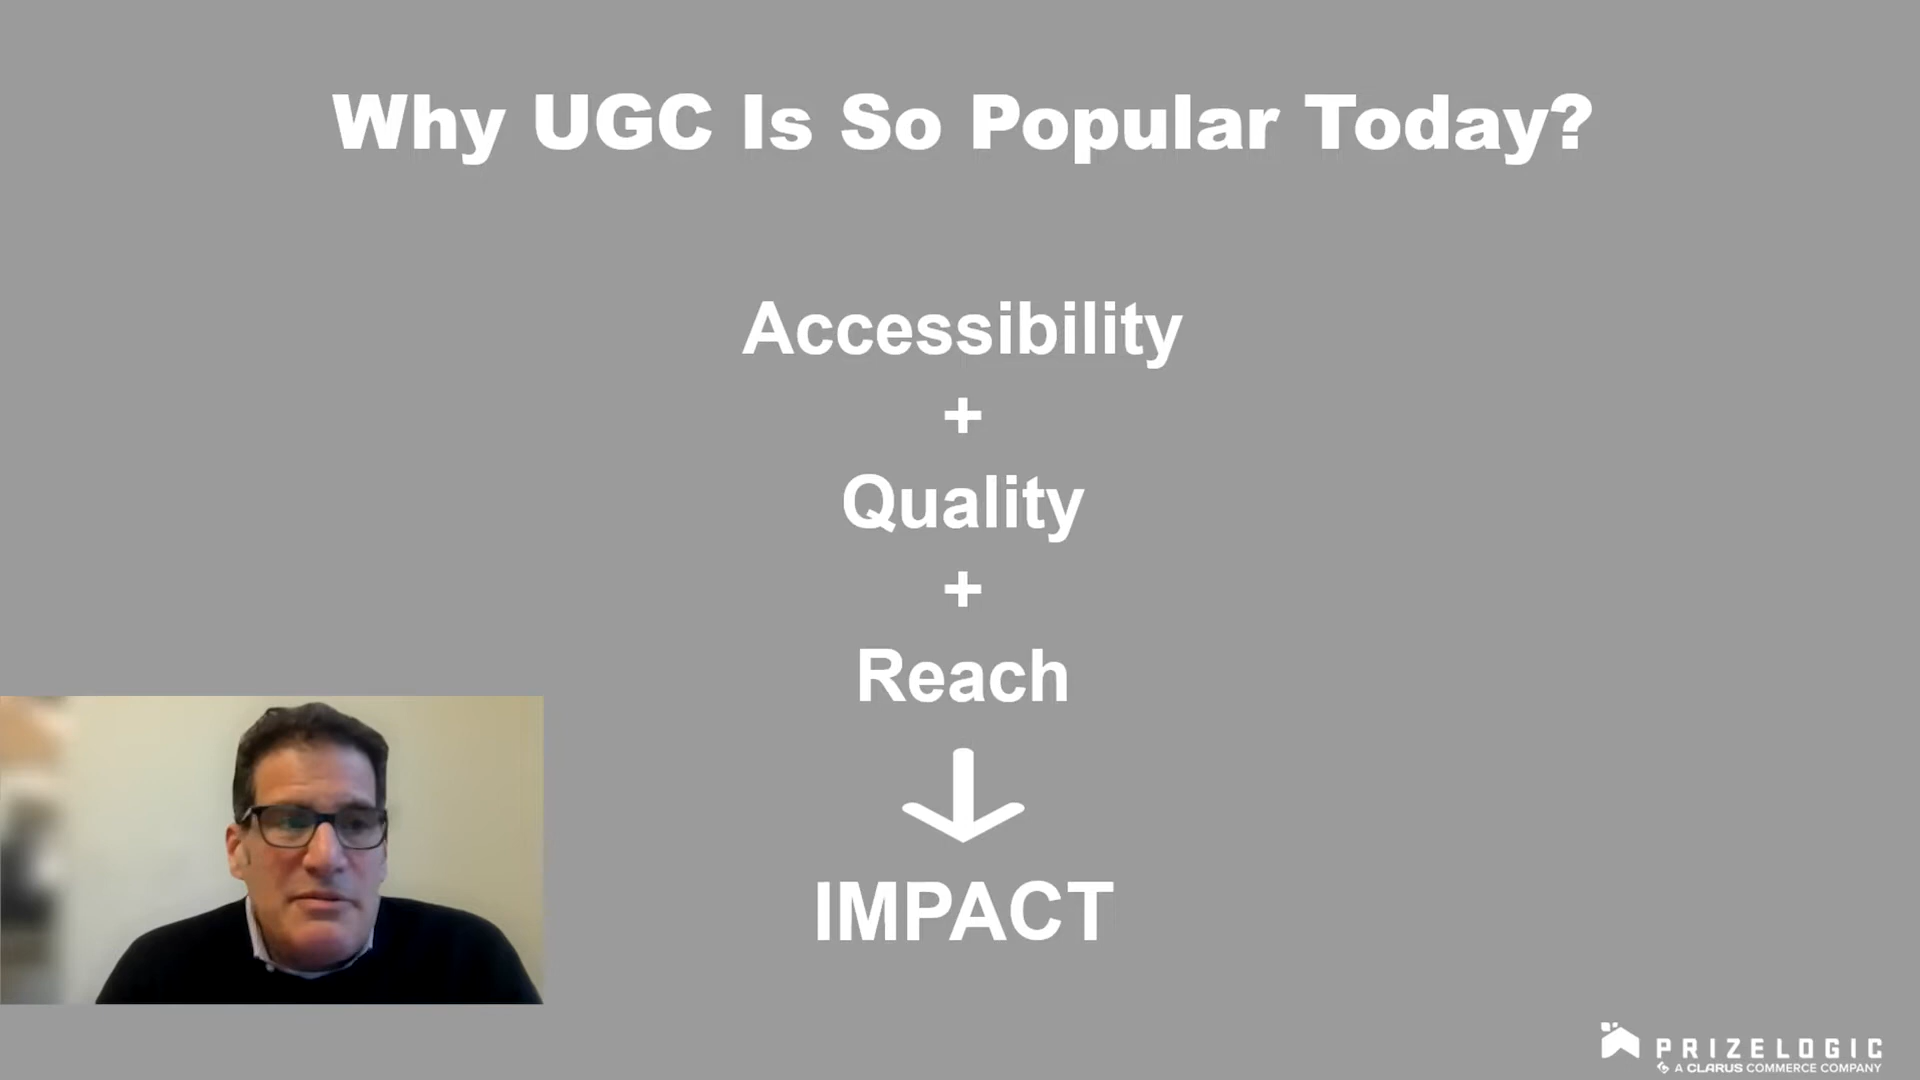 Why UGC Is So Popular Today?
Accessibility
+
Quality
+
Reach
IMPACT
PRIZELOGIC
A CLARUS COMMERCE COMPANY